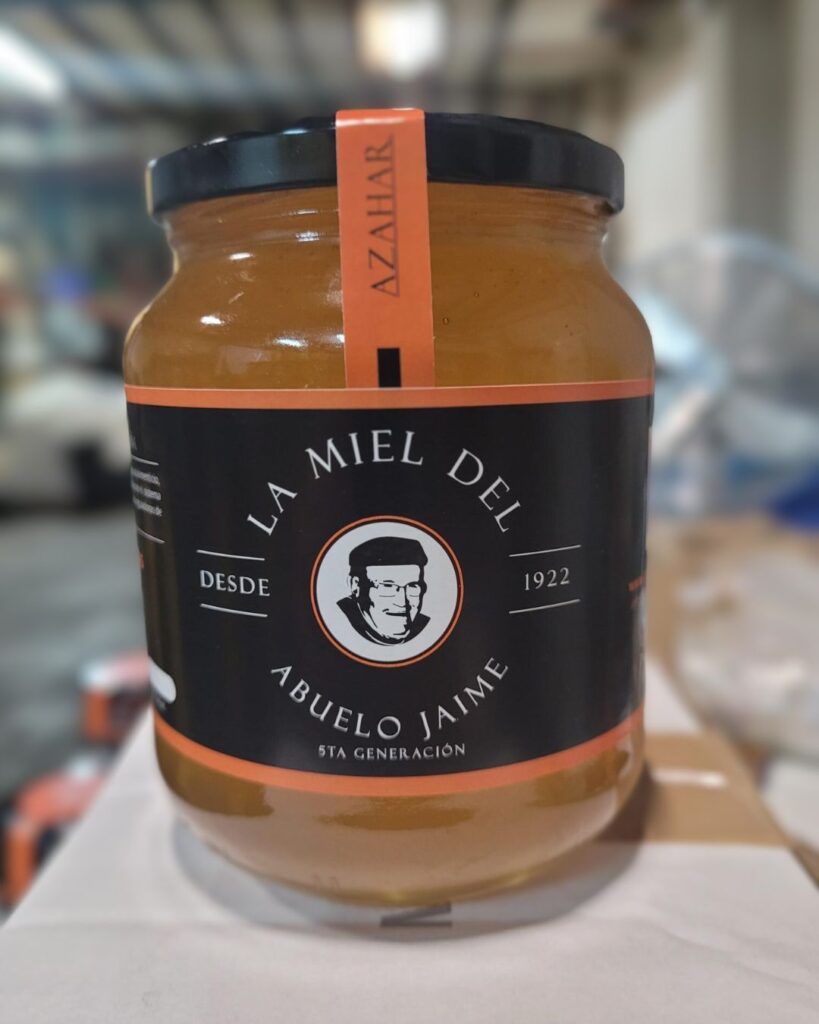 AZAHAR
LA MIEL DEL
DESDE
1922
ABUELO JAIME
5TA GENERACIÓN